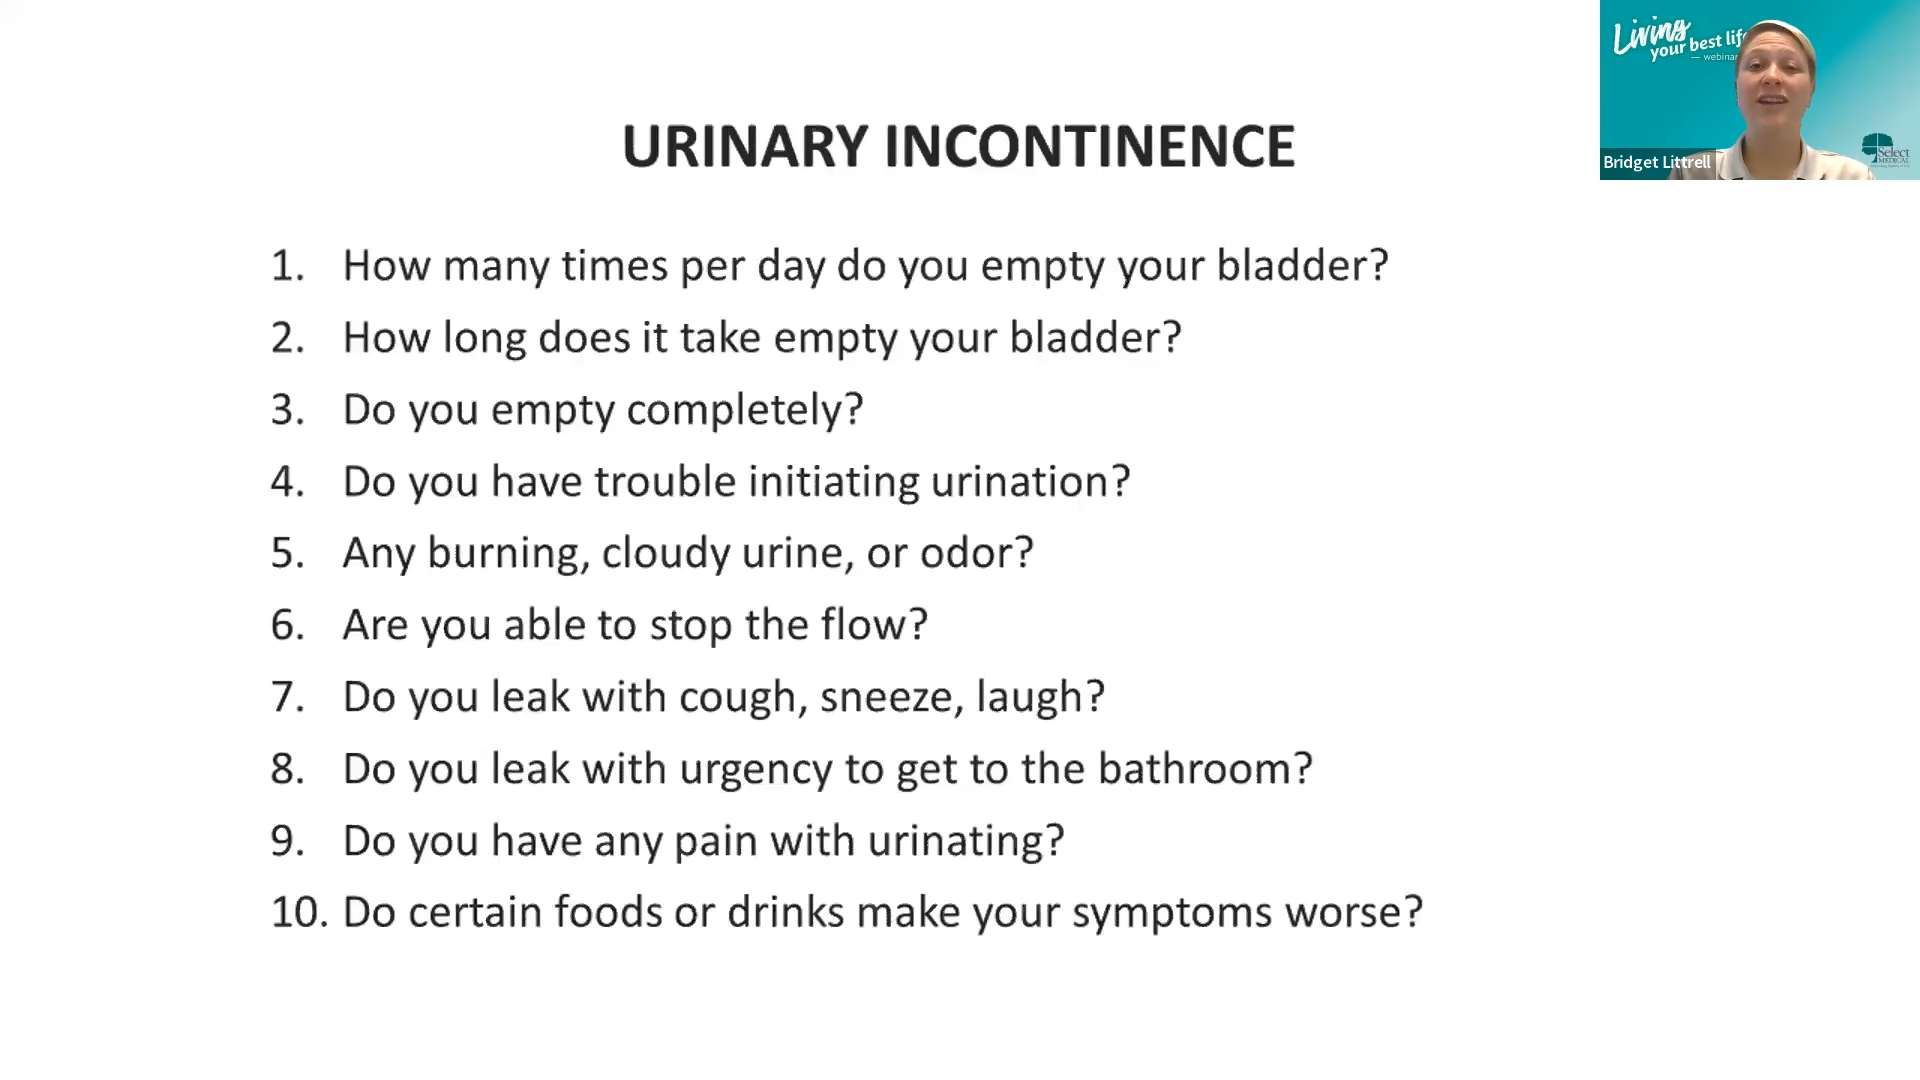 Living
your best life
— webinar
Select
MEDICAL
Bridget Littrell
URINARY INCONTINENCE
1. How many times per day do you empty your bladder?
2. How long does it take empty your bladder?
3. Do you empty completely?
4. Do you have trouble initiating urination?
5. Any burning, cloudy urine, or odor?
6. Are you able to stop the flow?
7. Do you leak with cough, sneeze, laugh?
8. Do you leak with urgency to get to the bathroom?
9. Do you have any pain with urinating?
10. Do certain foods or drinks make your symptoms worse?